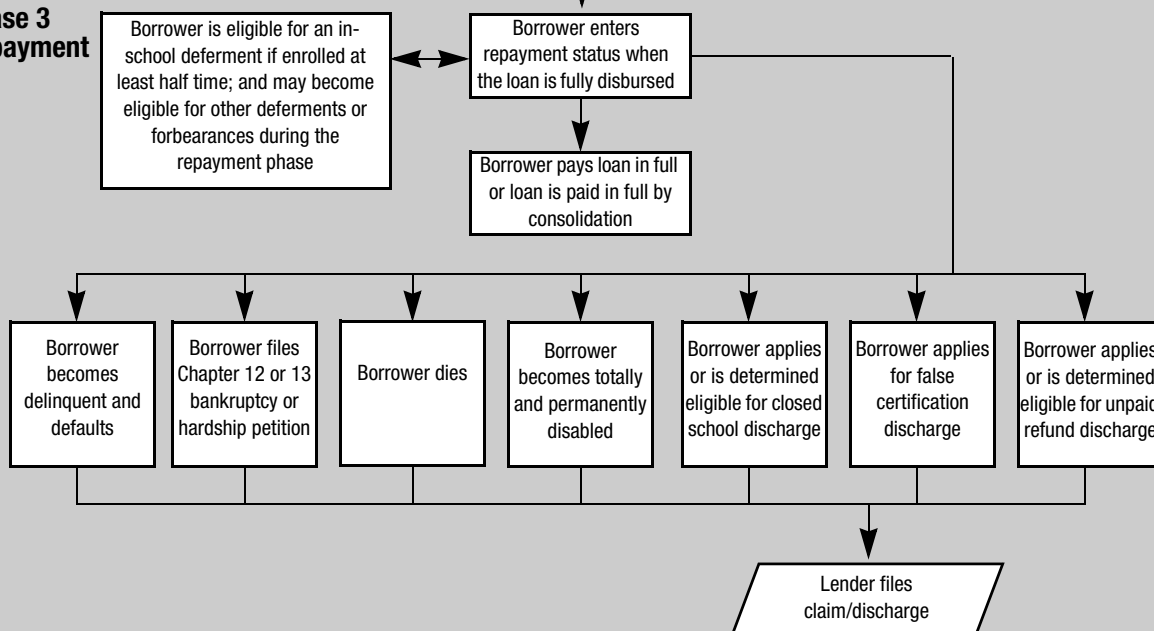 se 3
payment
Borrower is eligible for an in-
school deferment if enrolled at
least half time; and may become
eligible for other deferments or
forbearances during the
repayment phase
Borrower enters
repayment status when
the loan is fully disbursed
Borrower pays loan in full
or loan is paid in full by
consolidation
Borrower
becomes
delinquent and
defaults
Borrower files
Chapter 12 or 13
bankruptcy or
hardship petition
Borrower dies
Borrower
becomes totally
and permanently
disabled
Borrower applies
or is determined
eligible for closed
school discharge
Borrower applies
for false
certification
discharge
Borrower applies
or is determined
eligible for unpaid
refund discharge
Lender files
claim/discharge